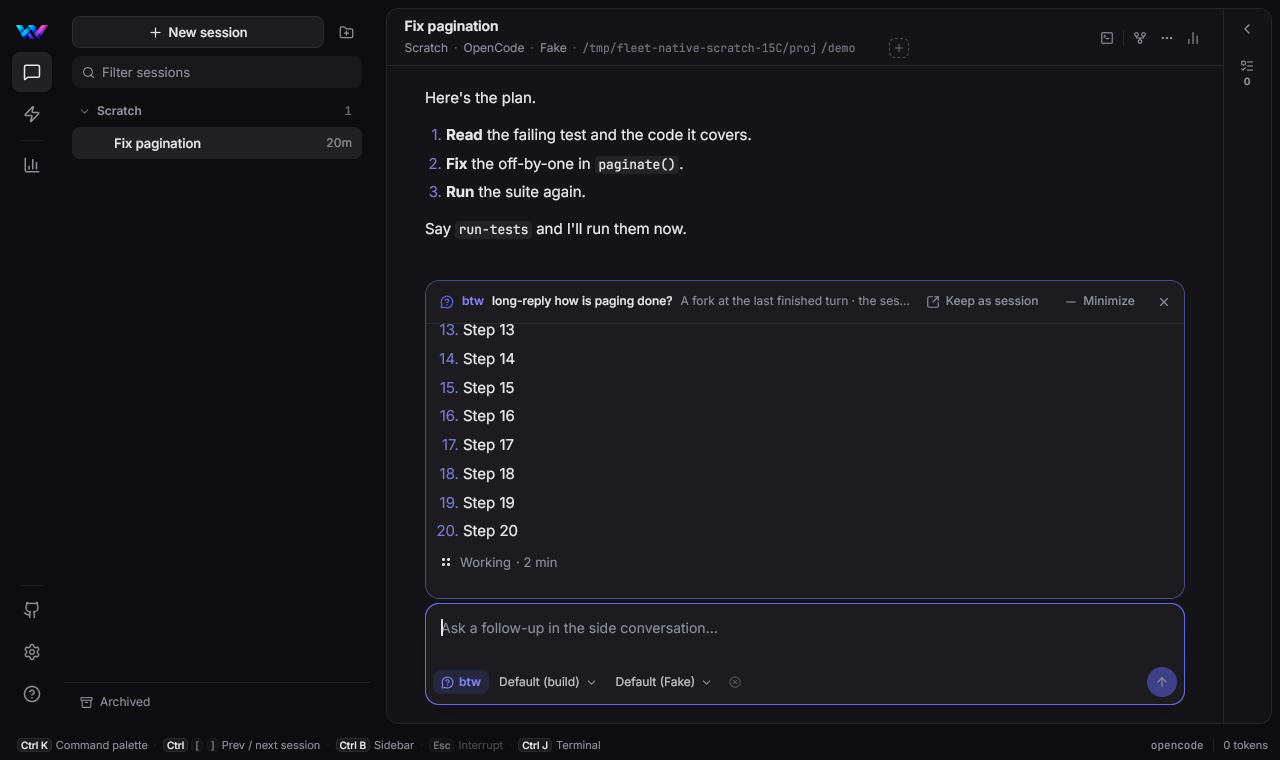 New session
Filter sessions
Scratch 1
Fix pagination 20m
Archived
Fix pagination
Scratch · OpenCode · Fake · /tmp/fleet-native-scratch-15C/proj/demo
0
Here's the plan.
1. Read the failing test and the code it covers.
2. Fix the off-by-one in paginate().
3. Run the suite again.
Say run-tests and I'll run them now.
btw long-reply how is paging done? A fork at the last finished turn · the ses... Keep as session Minimize
13. Step 13
14. Step 14
15. Step 15
16. Step 16
17. Step 17
18. Step 18
19. Step 19
20. Step 20
Working · 2 min
Ask a follow-up in the side conversation...
btw Default (build) Default (Fake)
Ctrl K Command palette · Ctrl [ ] Prev / next session · Ctrl B Sidebar · Esc Interrupt · Ctrl J Terminal opencode 0 tokens